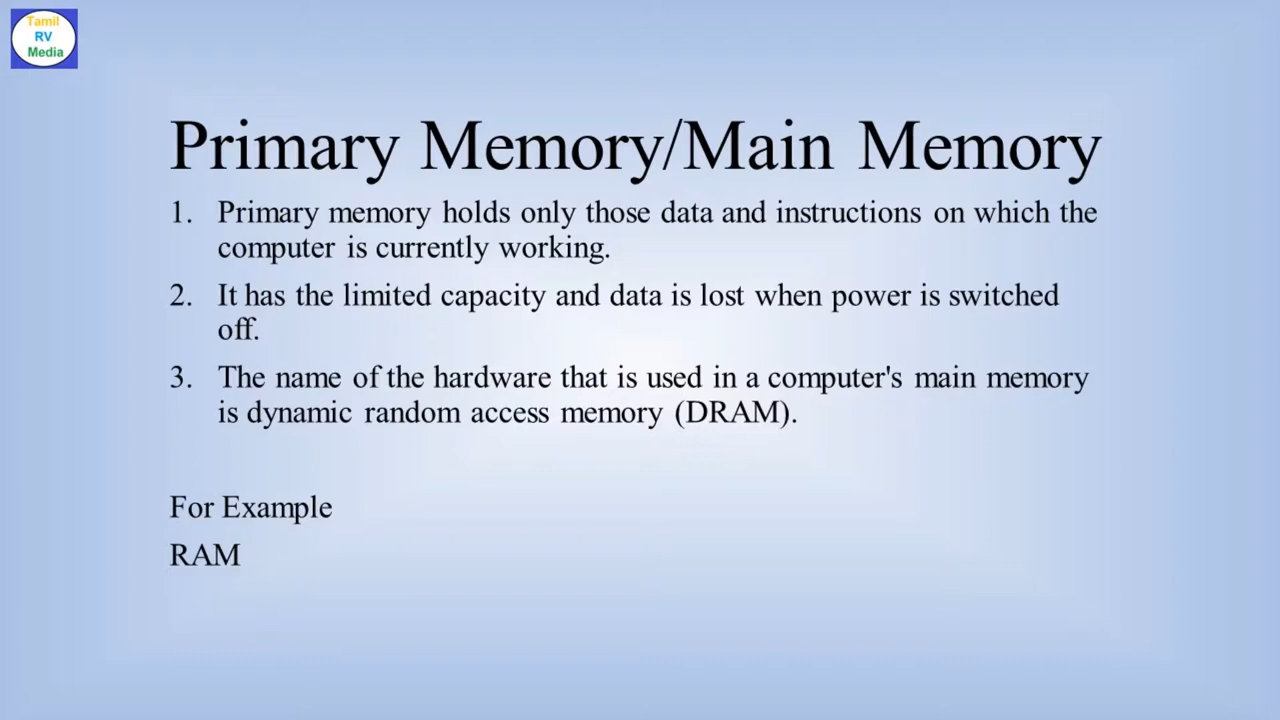 Tamil
RV
Media
Primary Memory/Main Memory
1. Primary memory holds only those data and instructions on which the
computer is currently working.
2. It has the limited capacity and data is lost when power is switched
off.
3. The name of the hardware that is used in a computer's main memory
is dynamic random access memory (DRAM).
For Example
RAM